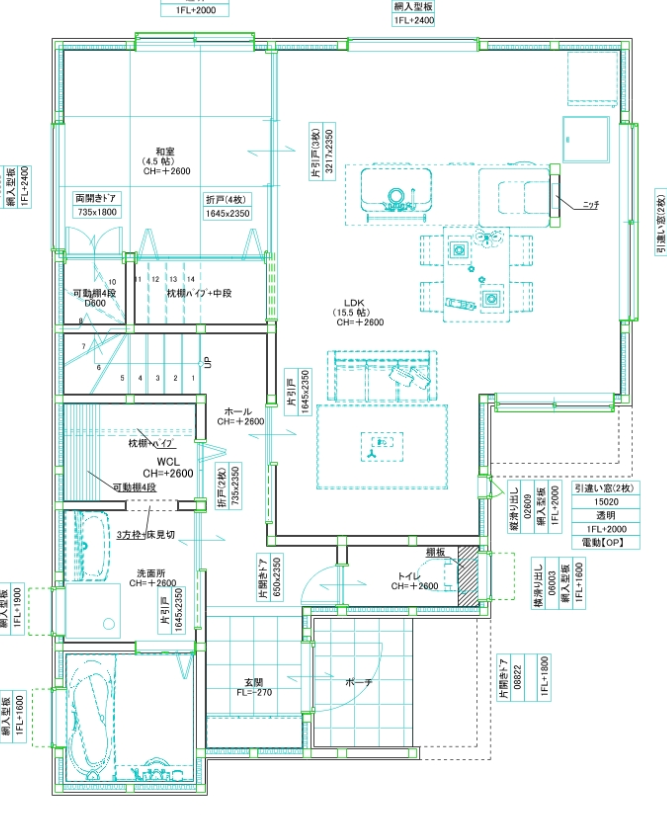 1FL+2000
網入型板
1FL+2400
網入型板
1FL+2400
和室
(4.5 帖)
CH=+2600
片引戸(3枚)
3217x2350
両開きドア
735x1800
折戸(4枚)
1645x2350
ニッチ
引違い窓(2枚)
可動棚4段
D600
10
11 12 13 14
枕棚ﾊﾟｲﾌﾟ+中段
8
7
6
5 4 3 2 1
UP
LDK
(15.5 帖)
CH=+2600
ホール
CH=+2600
片引戸
1645x2350
枕棚+ﾊﾟｲﾌﾟ
WCL
CH=+2600
可動棚4段
折戸(2枚)
735x2350
3方枠+床見切
洗面所
CH=+2600
片引戸
1645x2350
片開きドア
650x2350
棚板
トイレ
CH=+2600
縦滑り出し
02609
網入型板
1FL+2000
引違い窓(2枚)
15020
透明
1FL+2000
電動【OP】
横滑り出し
06003
網入型板
1FL+1600
網入型板
1FL+1900
玄関
FL=-270
ポーチ
片開きドア
08822
1FL+1800
網入型板
1FL+1600